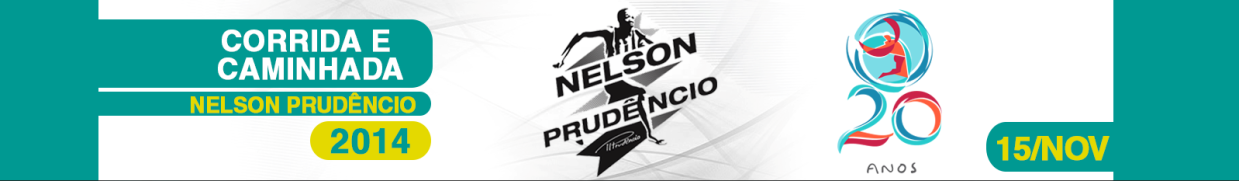 CORRIDA E
CAMINHADA
NELSON PRUDÊNCIO
2014
NELSON
PRUDÊNCIO
20
ANOS
15/NOV